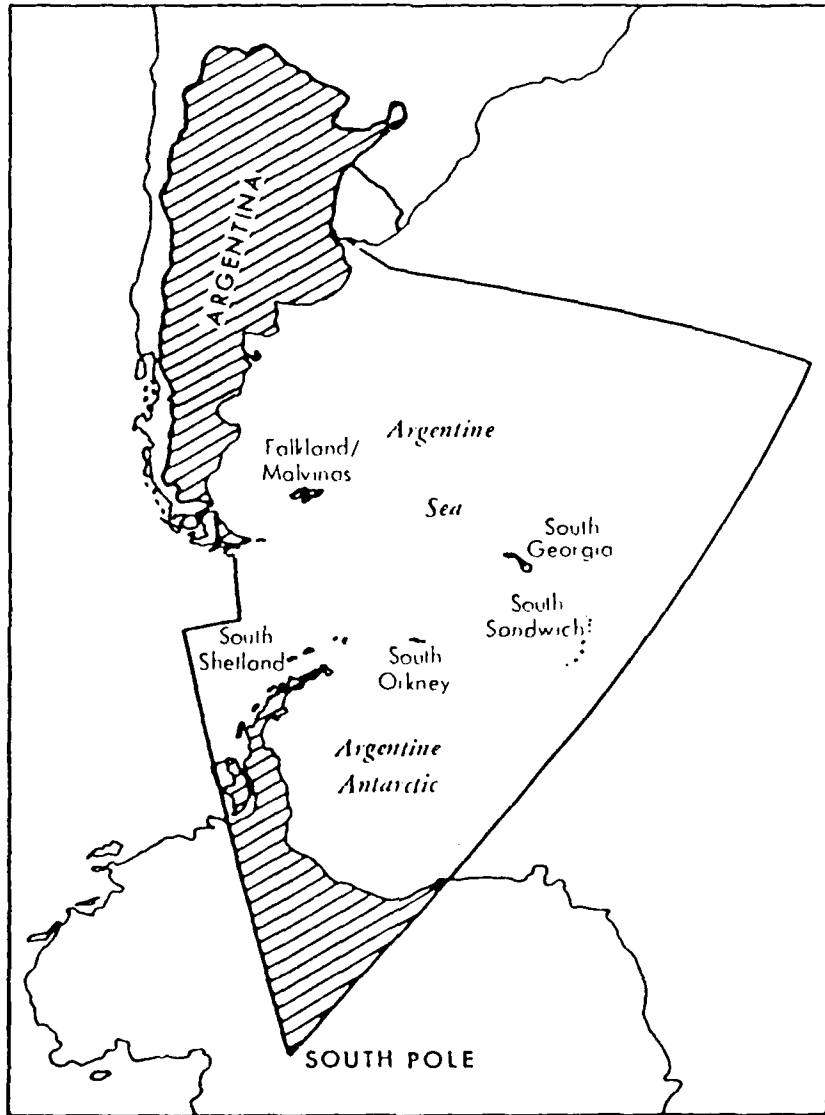 ARGENTINA
Argentine
Falkland/
Malvinas
Sea
South
Georgia
South
Sandwich
South
Shetland
South
Orkney
Argentine
Antarctic
SOUTH POLE